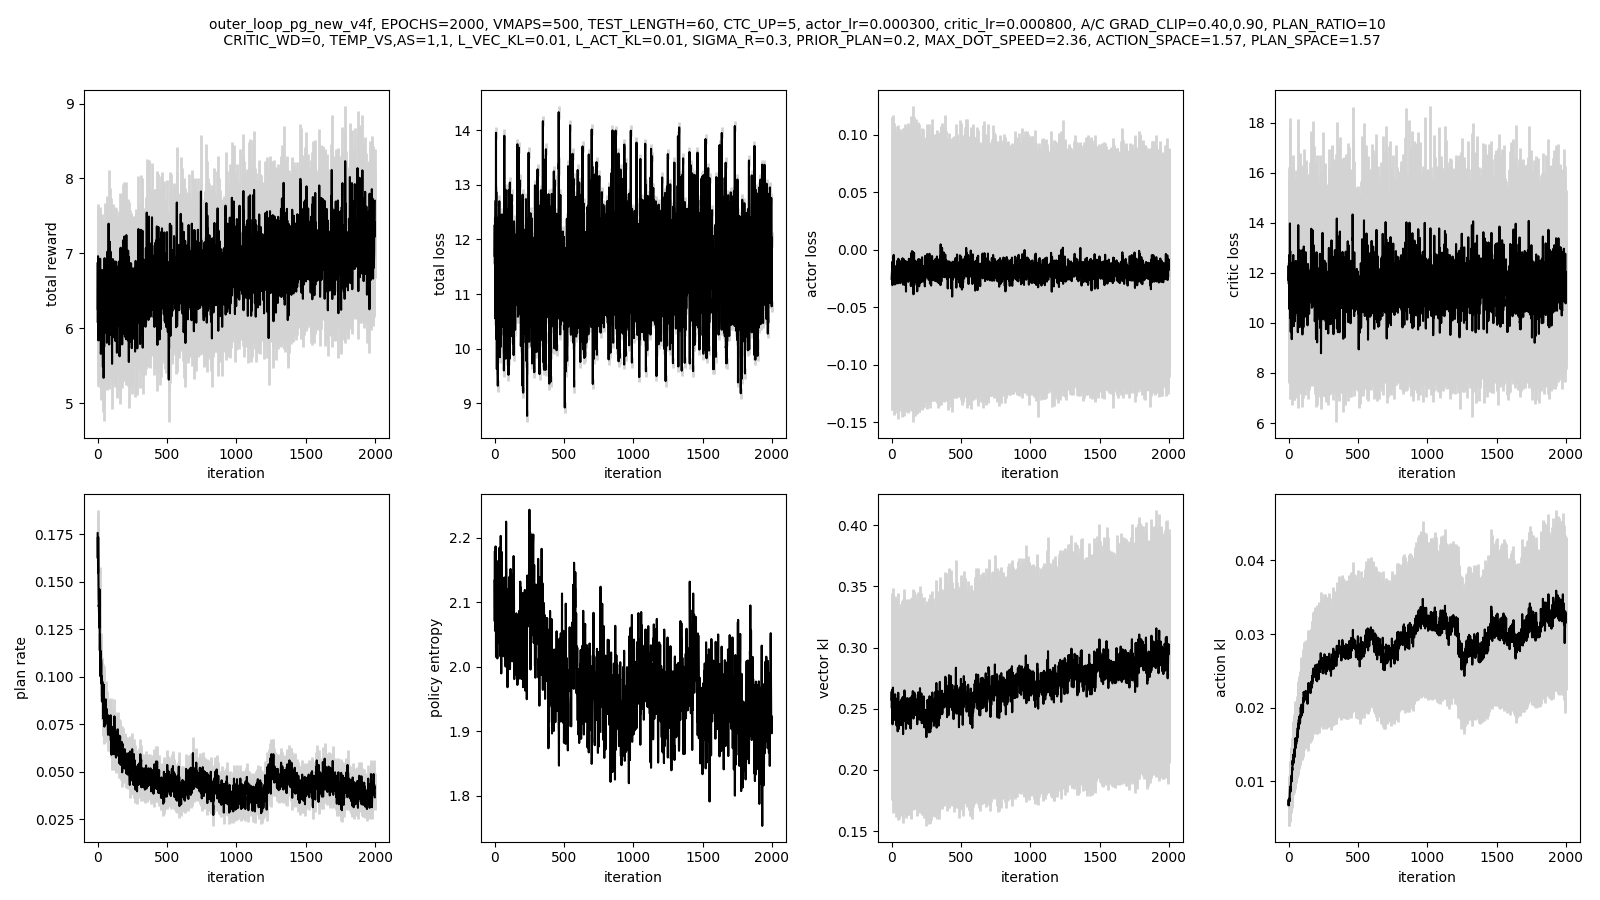 outer_loop_pg_new_v4f, EPOCHS=2000, VMAPS=500, TEST_LENGTH=60, CTC_UP=5, actor_lr=0.000300, critic_lr=0.000800, A/C GRAD_CLIP=0.40,0.90, PLAN_RATIO=10
CRITIC_WD=0, TEMP_VS,AS=1,1, L_VEC_KL=0.01, L_ACT_KL=0.01, SIGMA_R=0.3, PRIOR_PLAN=0.2, MAX_DOT_SPEED=2.36, ACTION_SPACE=1.57, PLAN_SPACE=1.57
total reward
9
8
7
6
5
0 500 1000 1500 2000
iteration
total loss
14
13
12
11
10
9
0 500 1000 1500 2000
iteration
actor loss
0.10
0.05
0.00
−0.05
−0.10
−0.15
0 500 1000 1500 2000
iteration
critic loss
18
16
14
12
10
8
6
0 500 1000 1500 2000
iteration
plan rate
0.175
0.150
0.125
0.100
0.075
0.050
0.025
0 500 1000 1500 2000
iteration
policy entropy
2.2
2.1
2.0
1.9
1.8
0 500 1000 1500 2000
iteration
vector kl
0.40
0.35
0.30
0.25
0.20
0.15
0 500 1000 1500 2000
iteration
action kl
0.04
0.03
0.02
0.01
0 500 1000 1500 2000
iteration